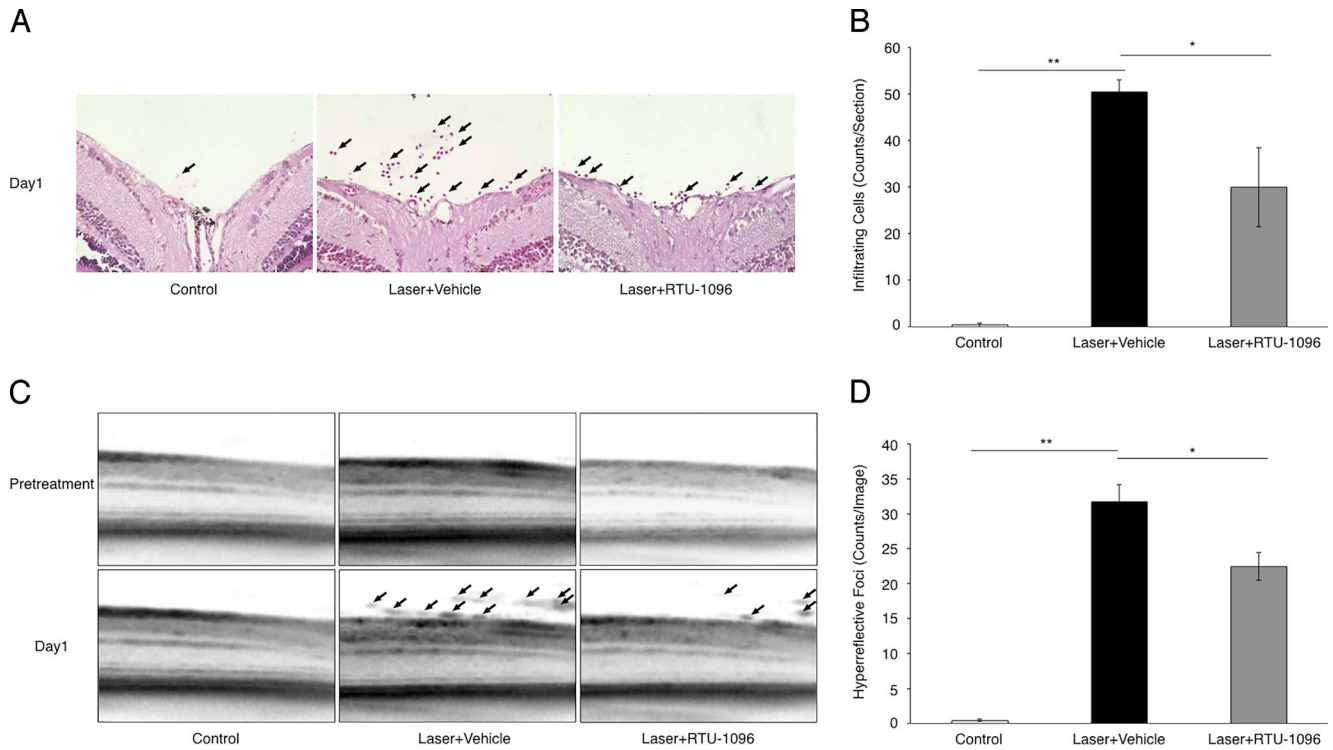 A
Day1
Control
Laser+Vehicle
Laser+RTU-1096
B
Infiltrating Cells (Counts/Section)
60
50
40
30
20
10
0
**
*
Control
Laser+Vehicle
Laser+RTU-1096
C
Pretreatment
Day1
Control
Laser+Vehicle
Laser+RTU-1096
D
Hyperreflective Foci (Counts/Image)
40
35
30
25
20
15
10
5
0
**
*
Control
Laser+Vehicle
Laser+RTU-1096